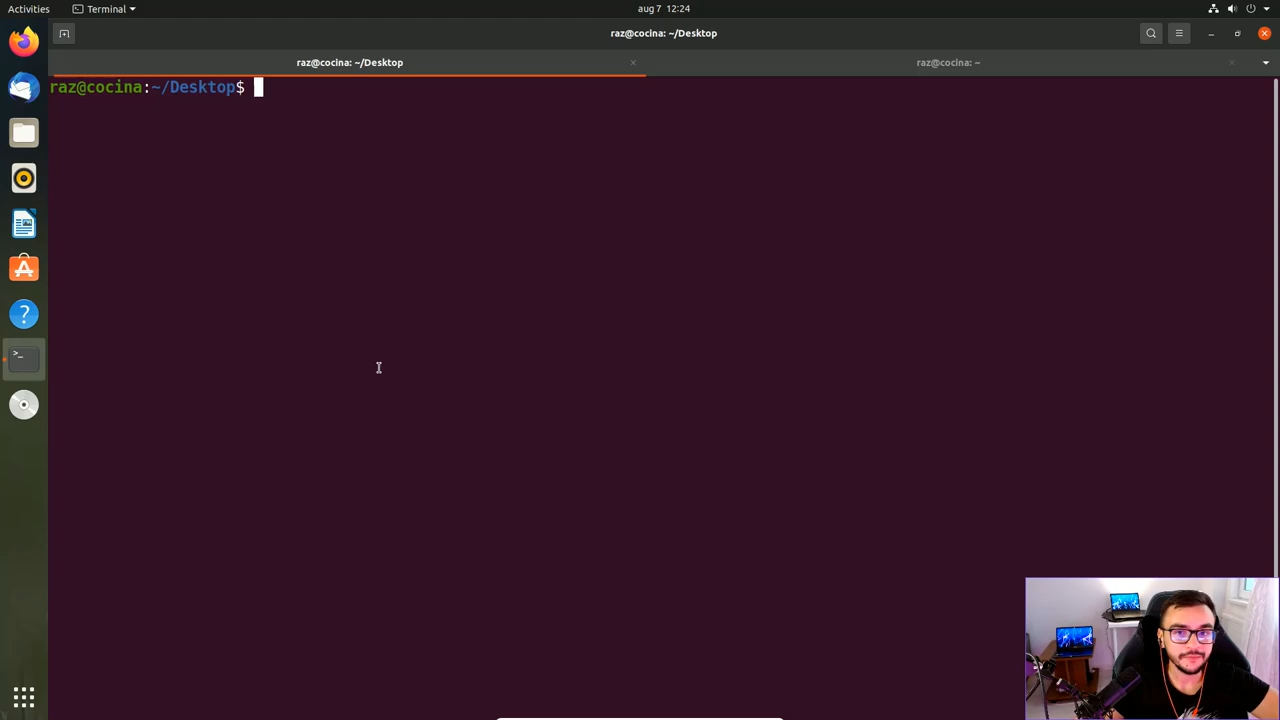 Activities
Terminal
aug 7 12:24
raz@cocina: ~/Desktop
raz@cocina: ~/Desktop
raz@cocina: ~
raz@cocina:~/Desktop$